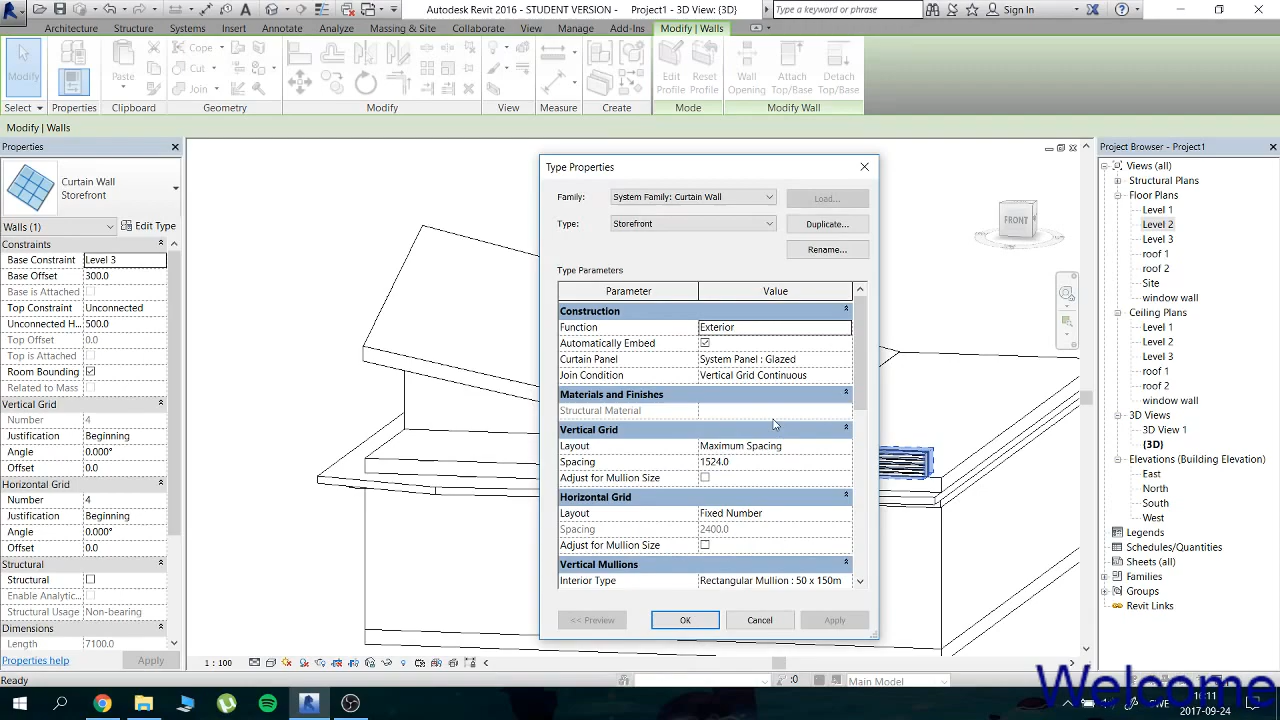 Autodesk Revit 2016 - STUDENT VERSION - Project1 - 3D View: {3D}
Type a keyword or phrase
Sign In
Architecture Structure Systems Insert Annotate Analyze Massing & Site Collaborate View Manage Add-Ins Modify | Walls
Modify
Paste
Cope
Cut
Join
Edit Profile
Reset Profile
Wall Opening
Attach Top/Base
Detach Top/Base
Select Properties Clipboard Geometry Modify View Measure Create Mode Modify Wall
Modify | Walls
Properties
Curtain Wall
Storefront
Walls (1)
Edit Type
Constraints
Base Constraint Level 3
Base Offset 300.0
Base is Attached
Top Constraint Unconnected
Unconnected H... 500.0
Top Offset 0.0
Top is Attached
Room Bounding
Related to Mass
Vertical Grid
Number 4
Justification Beginning
Angle 0.000°
Offset 0.0
Horizontal Grid
Number 4
Justification Beginning
Angle 0.000°
Offset 0.0
Structural
Structural
Enable Analytic...
Structural Usage Non-bearing
Dimensions
Length 7100.0
Properties help
Apply
Type Properties
Family: System Family: Curtain Wall Load...
Type: Storefront Duplicate...
Rename...
Type Parameters
Parameter Value
Construction
Function Exterior
Automatically Embed
Curtain Panel System Panel : Glazed
Join Condition Vertical Grid Continuous
Materials and Finishes
Structural Material
Vertical Grid
Layout Maximum Spacing
Spacing 1524.0
Adjust for Mullion Size
Horizontal Grid
Layout Fixed Number
Spacing 2400.0
Adjust for Mullion Size
Vertical Mullions
Interior Type Rectangular Mullion : 50 x 150m
<< Preview OK Cancel Apply
FRONT
Project Browser - Project1
Views (all)
Structural Plans
Floor Plans
Level 1
Level 2
Level 3
roof 1
roof 2
Site
window wall
Ceiling Plans
Level 1
Level 2
Level 3
roof 1
roof 2
window wall
3D Views
3D View 1
{3D}
Elevations (Building Elevation)
East
North
South
West
Legends
Schedules/Quantities
Sheets (all)
Families
Groups
Revit Links
1 : 100
Ready
:0
Main Model
Welcome
SWE
16:11
2017-09-24